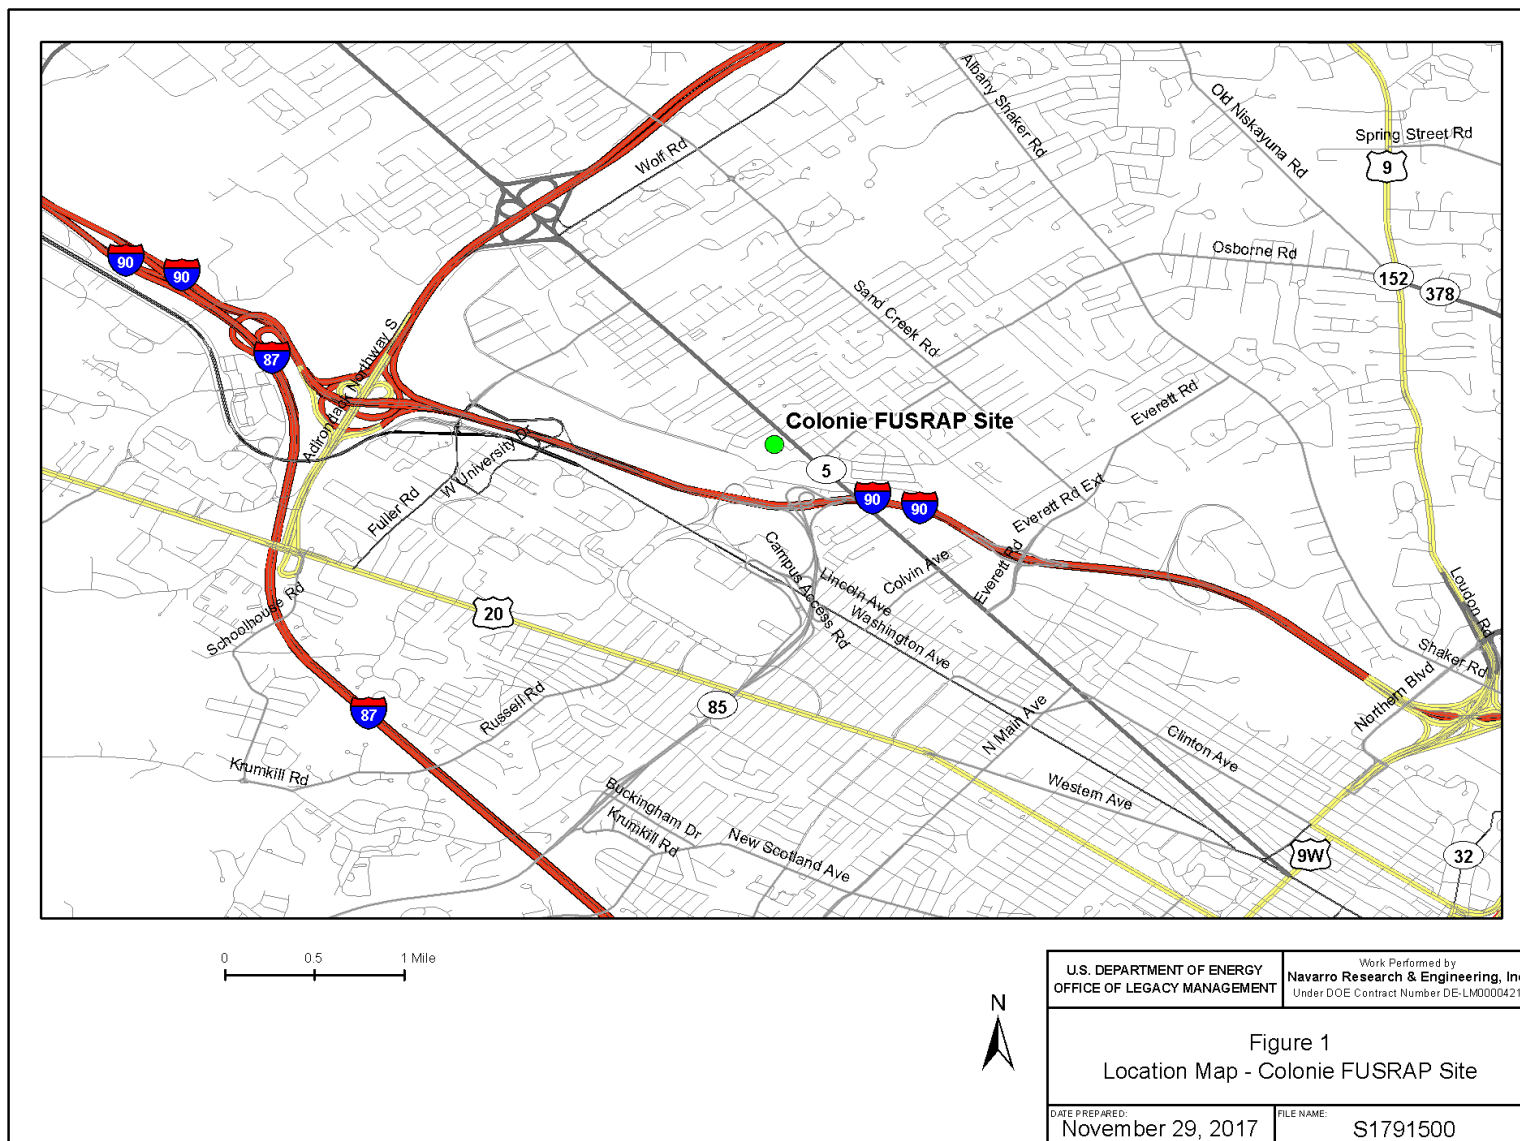 Albany Shaker Rd
Old Niskayuna Rd
Spring Street Rd
9
Wolf Rd
Osborne Rd
90
90
152
378
Sand Creek Rd
87
Adirondack Northway S
Everett Rd
Colonie FUSRAP Site
5
W University Dr
Fuller Rd
90
90
Everett Rd Ext
Everett Rd
Campus Access Rd
Lincoln Ave
Colvin Ave
Washington Ave
Schoolhouse Rd
20
Loudon Rd
Shaker Rd
Northern Blvd
87
Russell Rd
85
N Main Ave
Clinton Ave
Krumkill Rd
Western Ave
Buckingham Dr
Krumkill Rd
New Scotland Ave
9W
32
0 0.5 1 Mile
N
U.S. DEPARTMENT OF ENERGY
OFFICE OF LEGACY MANAGEMENT
Work Performed by
Navarro Research & Engineering, Inc
Under DOE Contract Number DE-LM0000421
Figure 1
Location Map - Colonie FUSRAP Site
DATE PREPARED:
November 29, 2017
FILE NAME:
S1791500